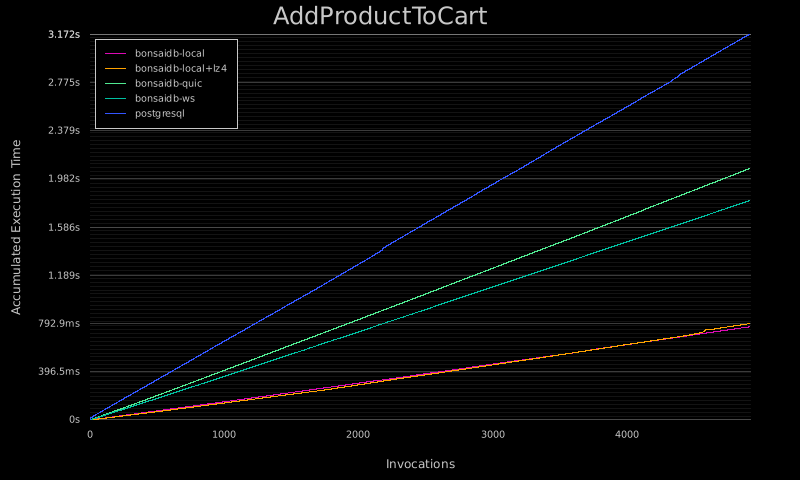 AddProductToCart
3.172s
2.775s
2.379s
1.982s
1.586s
1.189s
792.9ms
396.5ms
0s
Accumulated Execution Time
bonsaidb-local
bonsaidb-local+lz4
bonsaidb-quic
bonsaidb-ws
postgresql
0 1000 2000 3000 4000
Invocations